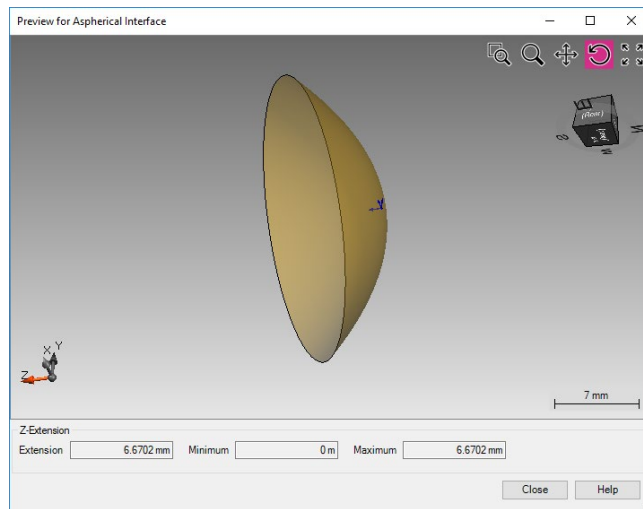 Preview for Aspherical Interface
(Rear)
X Y
Z
7 mm
Z-Extension
Extension 6.6702 mm Minimum 0 m Maximum 6.6702 mm
Close Help